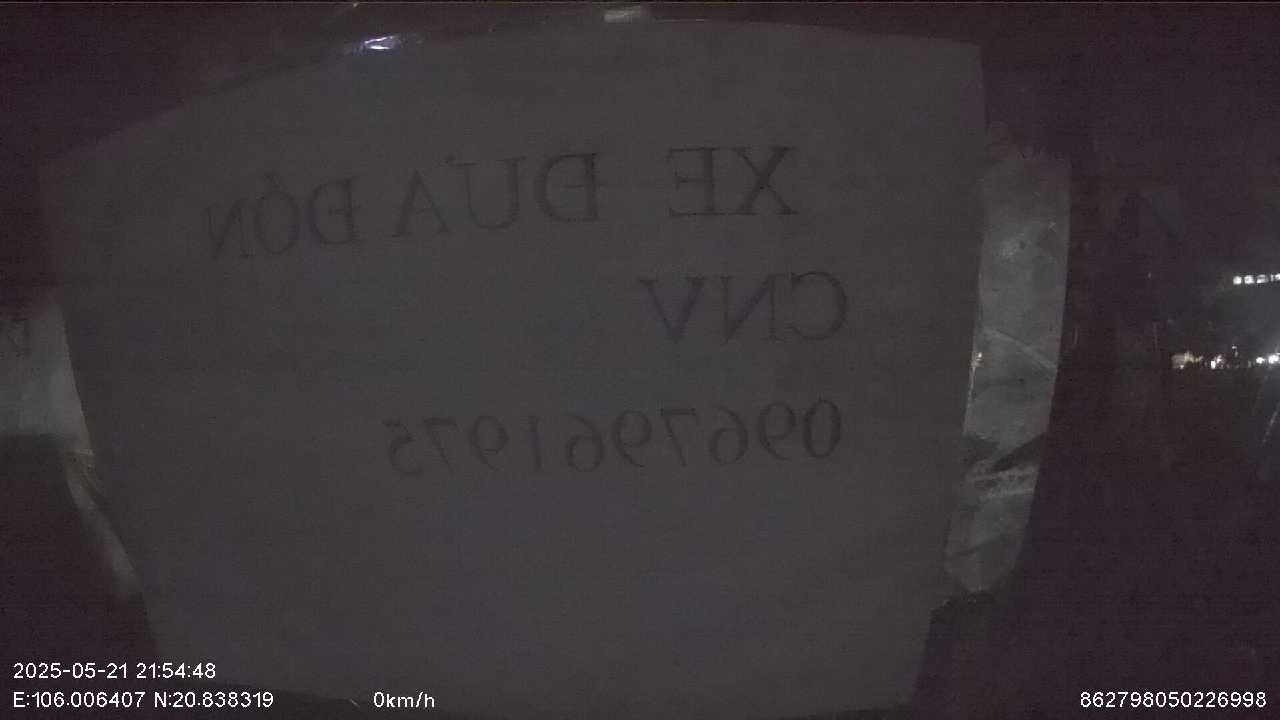 XE ĐƯA ĐÓN
CNV
0967961975
2025-05-21 21:54:48
E:106.006407 N:20.838319 0km/h
862798050226998